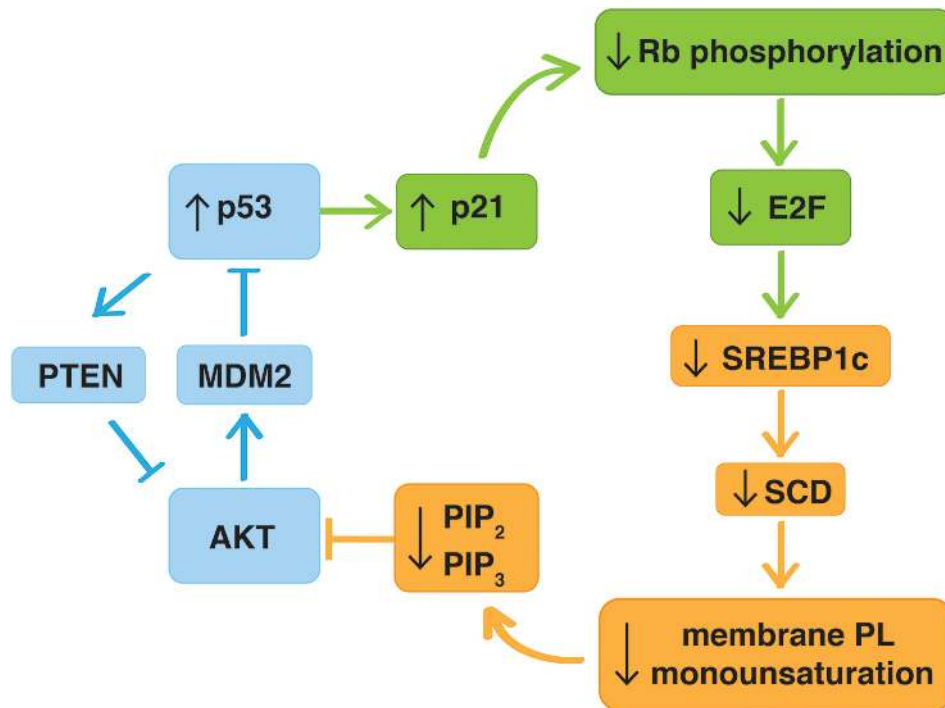 ↓ Rb phosphorylation
↑ p53
↑ p21
↓ E2F
PTEN
MDM2
↓ SREBP1c
↓ SCD
AKT
↓ PIP₂
PIP₃
↓ membrane PL
monounsaturation